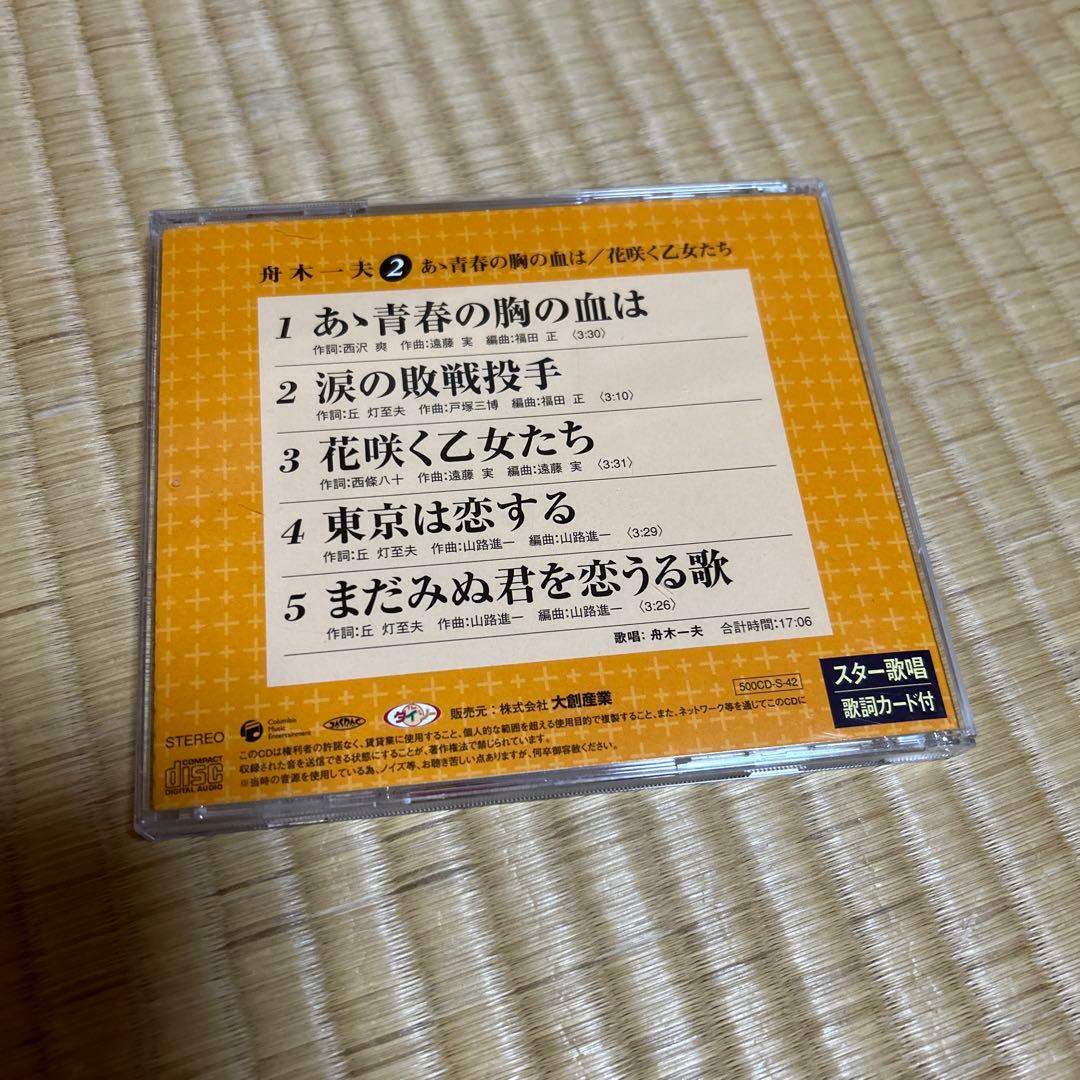 舟木一夫 2 あゝ青春の胸の血は／花咲く乙女たち
1 あゝ青春の胸の血は
作詞:西沢 爽 作曲:遠藤 実 編曲:福田 正 〈3:30〉
2 涙の敗戦投手
作詞:丘 灯至夫 作曲:戸塚三博 編曲:福田 正 〈3:10〉
3 花咲く乙女たち
作詞:西條八十 作曲:遠藤 実 編曲:遠藤 実 〈3:31〉
4 東京は恋する
作詞:丘 灯至夫 作曲:山路進一 編曲:山路進一 〈3:29〉
5 まだみぬ君を恋うる歌
作詞:丘 灯至夫 作曲:山路進一 編曲:山路進一 〈3:26〉
歌唱: 舟木一夫 合計時間:17:06
500CD-S-42
スター歌唱
歌詞カード付
STEREO
Columbia
Music
Entertainment
JASRAC
The
ダイソー
販売元：株式会社 大創産業
COMPACT
disc
DIGITAL AUDIO
このCDは権利者の許諾なく、賃貸業に使用すること、個人的な範囲を超える使用目的で複製すること、また、ネットワーク等を通じてこのCDに
収録された音を送信できる状態にすることが、著作権法で禁じられています。
※当時の音源を使用している為、ノイズ等、お聴き苦しい点ありますが、何卒御容赦ください。